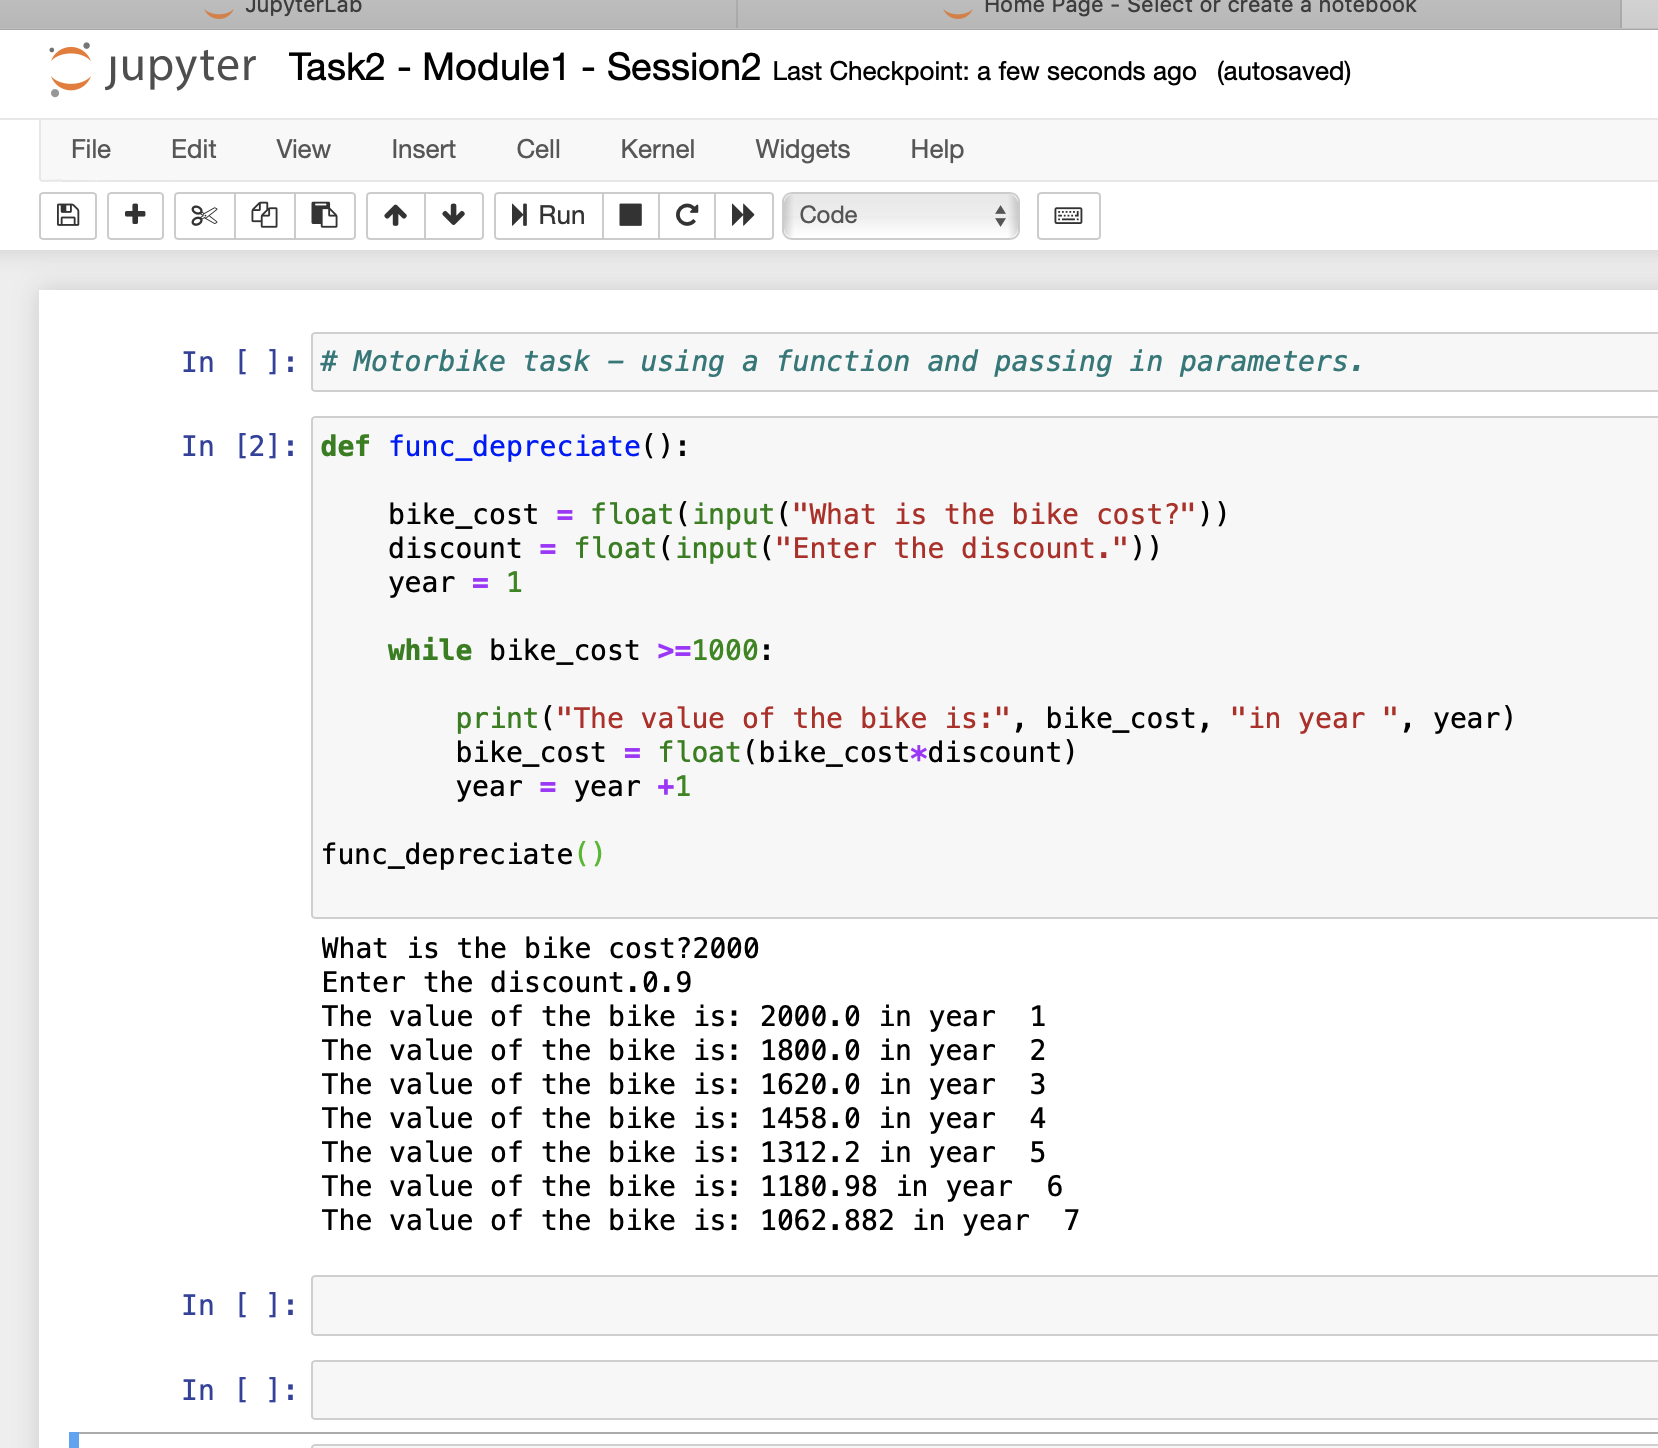 JupyterLab
Home Page - Select or create a notebook
jupyter Task2 - Module1 - Session2 Last Checkpoint: a few seconds ago (autosaved)
File Edit View Insert Cell Kernel Widgets Help
Run Code
In [ ]: # Motorbike task – using a function and passing in parameters.
In [2]: def func_depreciate():
bike_cost = float(input("What is the bike cost?"))
discount = float(input("Enter the discount."))
year = 1
while bike_cost >=1000:
print("The value of the bike is:", bike_cost, "in year ", year)
bike_cost = float(bike_cost*discount)
year = year +1
func_depreciate()
What is the bike cost?2000
Enter the discount.0.9
The value of the bike is: 2000.0 in year  1
The value of the bike is: 1800.0 in year  2
The value of the bike is: 1620.0 in year  3
The value of the bike is: 1458.0 in year  4
The value of the bike is: 1312.2 in year  5
The value of the bike is: 1180.98 in year  6
The value of the bike is: 1062.882 in year  7
In [ ]:
In [ ]: